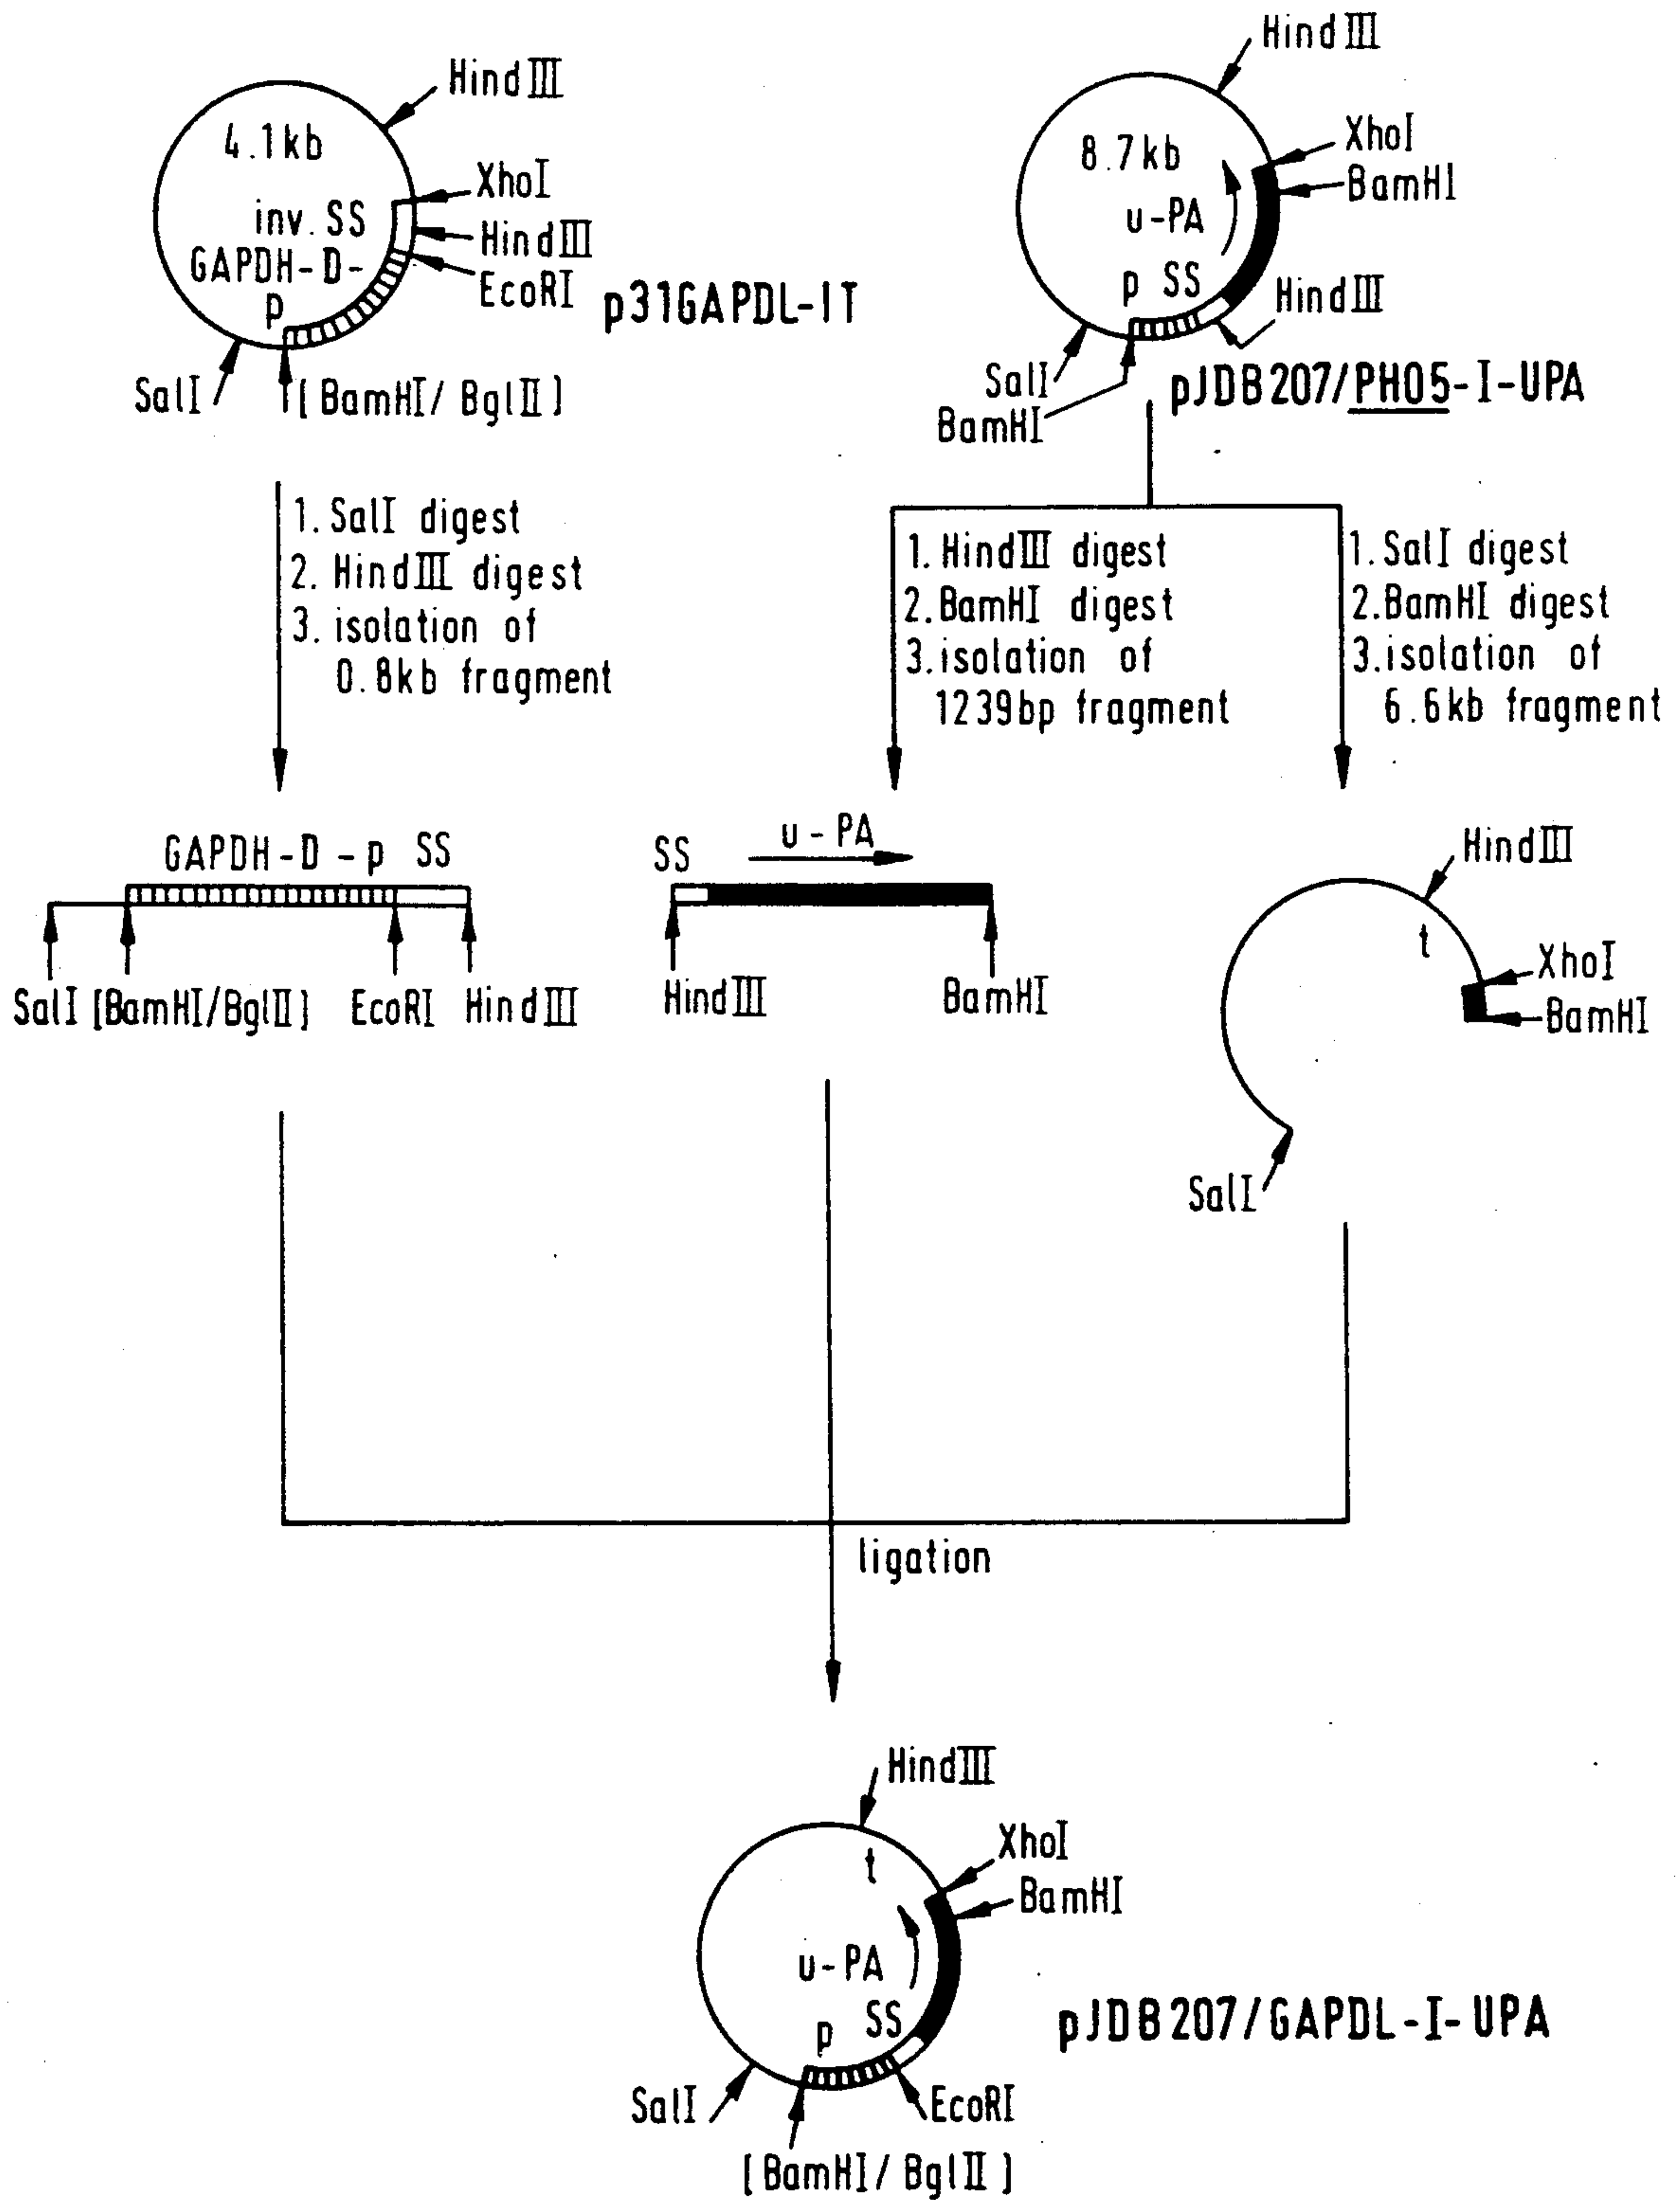 HindⅢ
4.1kb
XhoI
inv. SS
HindⅢ
GAPDH-D-
EcoRI
p
p31GAPDL-IT
SalI
[BamHI/BglⅡ]
HindⅢ
8.7kb
XhoI
BamHI
u-PA
p SS
HindⅢ
SalI
BamHI
pJDB207/PHO5-I-UPA
1. SalI digest
2. HindⅢ digest
3. isolation of
0.8kb fragment
1. HindⅢ digest
2. BamHI digest
3. isolation of
1239bp fragment
1. SalI digest
2. BamHI digest
3. isolation of
6.6kb fragment
GAPDH-D-p SS
SalI [BamHI/BglⅡ] EcoRI HindⅢ
SS u-PA
HindⅢ BamHI
HindⅢ
t
XhoI
BamHI
SalI
ligation
HindⅢ
t
XhoI
BamHI
u-PA
p SS
SalI
EcoRI
[BamHI/BglⅡ]
pJDB207/GAPDL-I-UPA